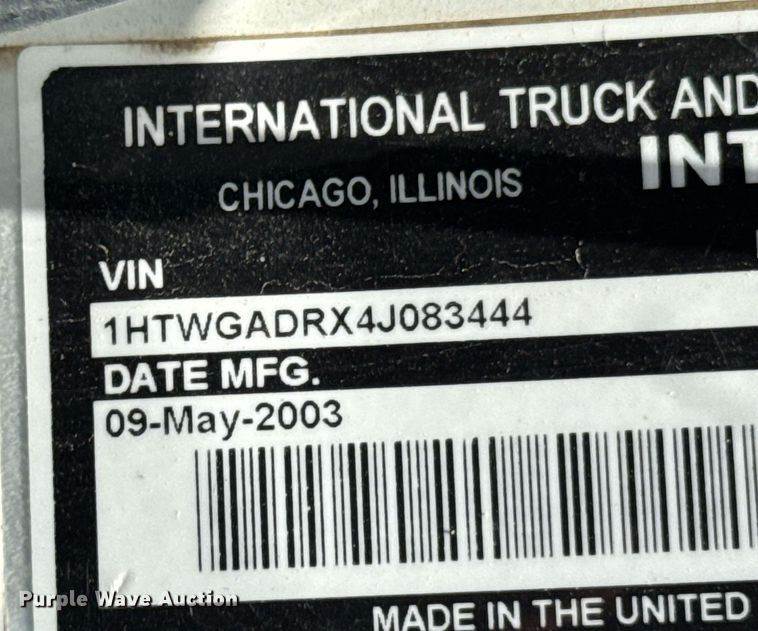 INTERNATIONAL TRUCK AND
INT
CHICAGO, ILLINOIS
VIN
1HTWGADRX4J083444
DATE MFG.
09-May-2003
Purple Wave Auction
MADE IN THE UNITED